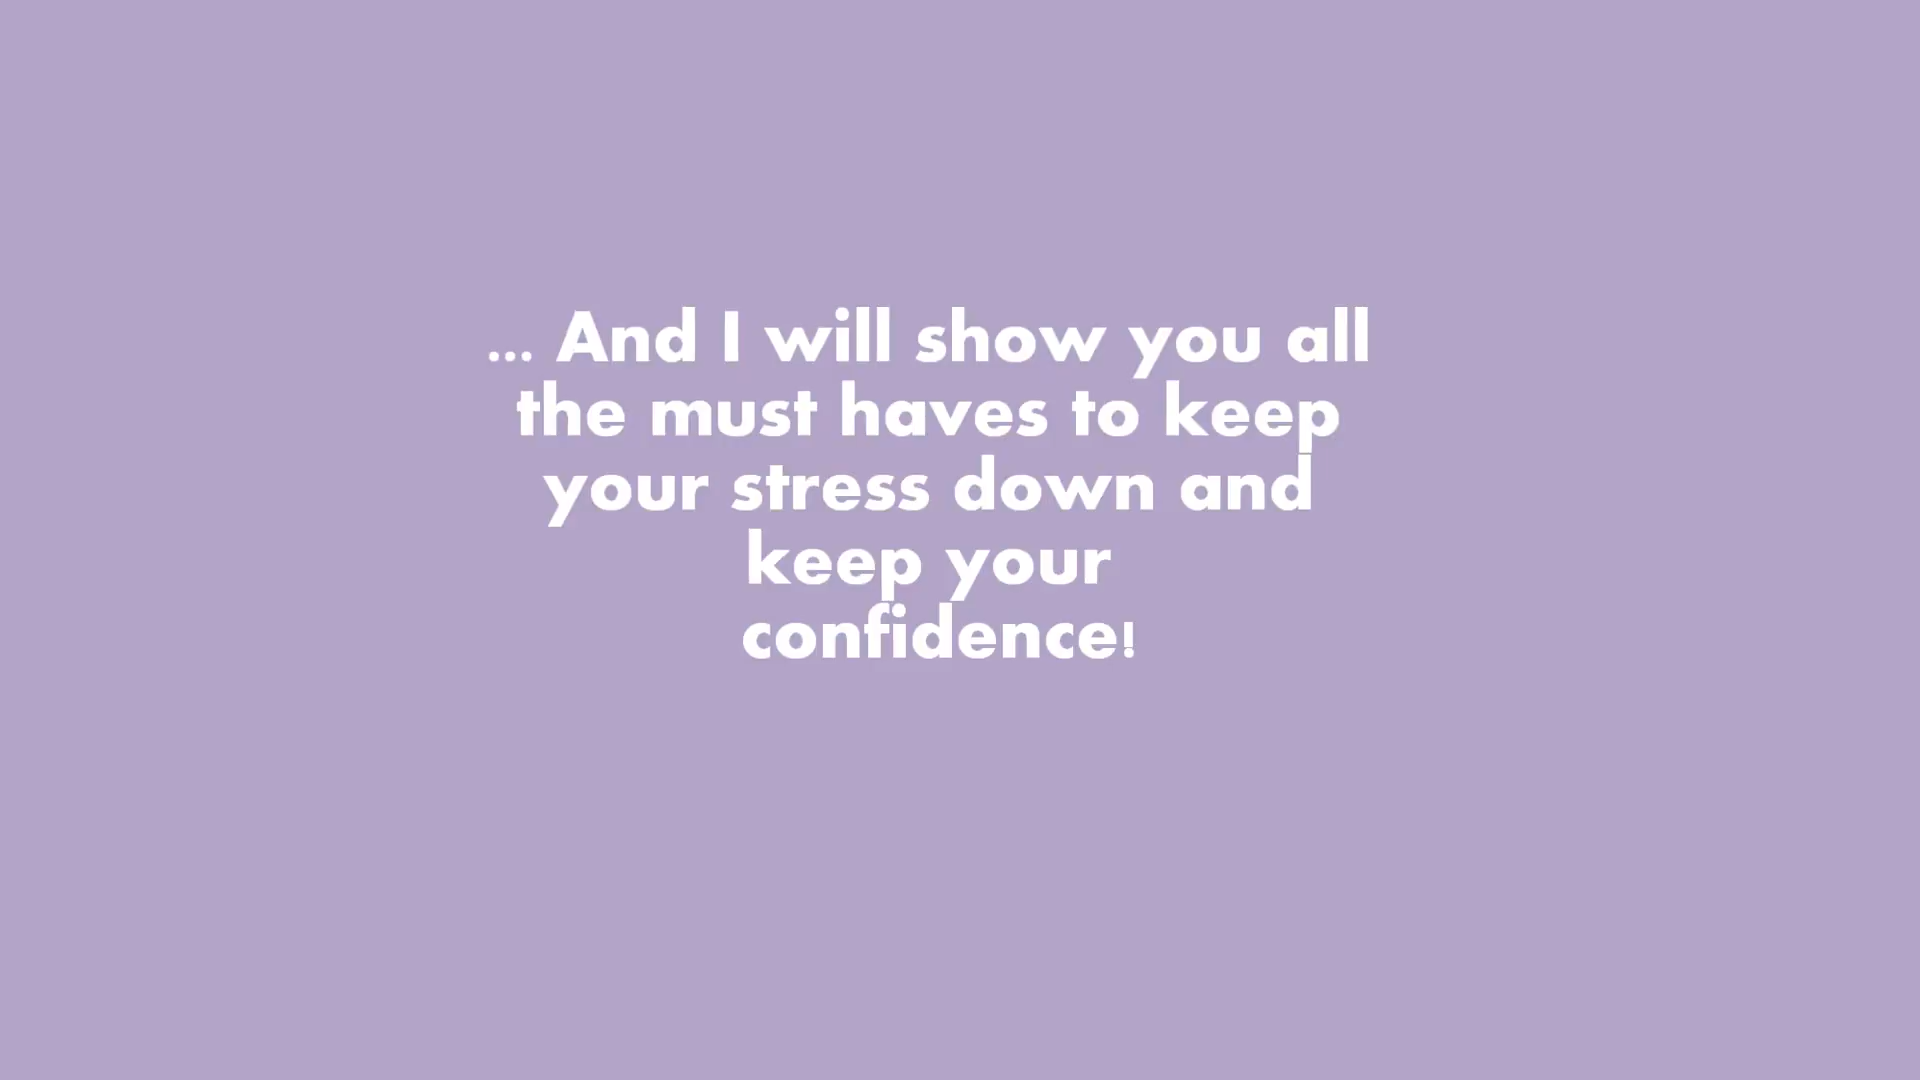 ... And I will show you all
the must haves to keep
your stress down and
keep your
confidence!